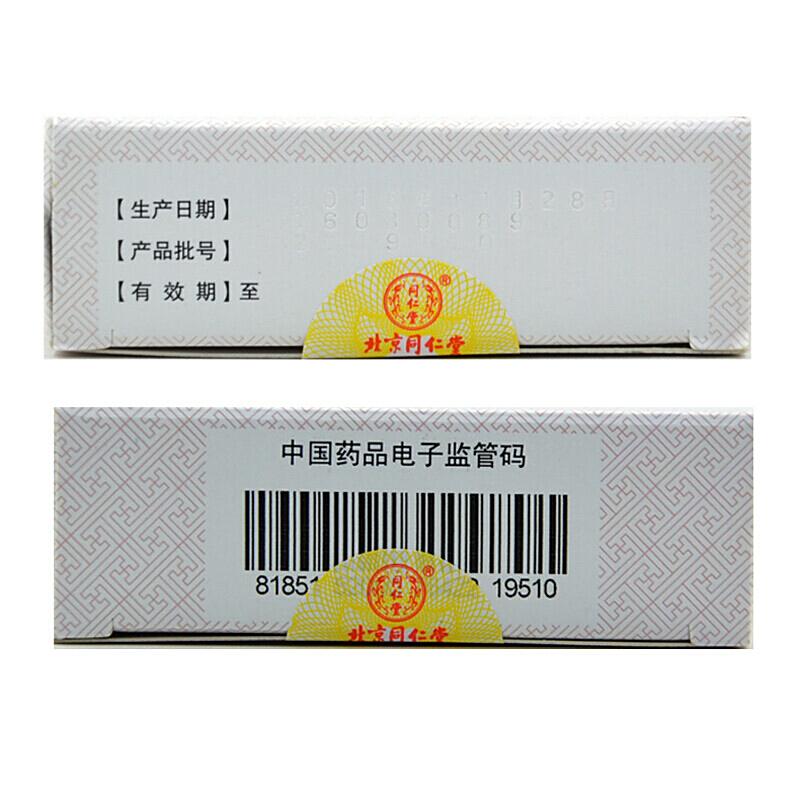 【生产日期】
【产品批号】
【有 效 期】至
同仁堂
®
北京同仁堂
中国药品电子监管码
81851
19510
同仁堂
®
北京同仁堂